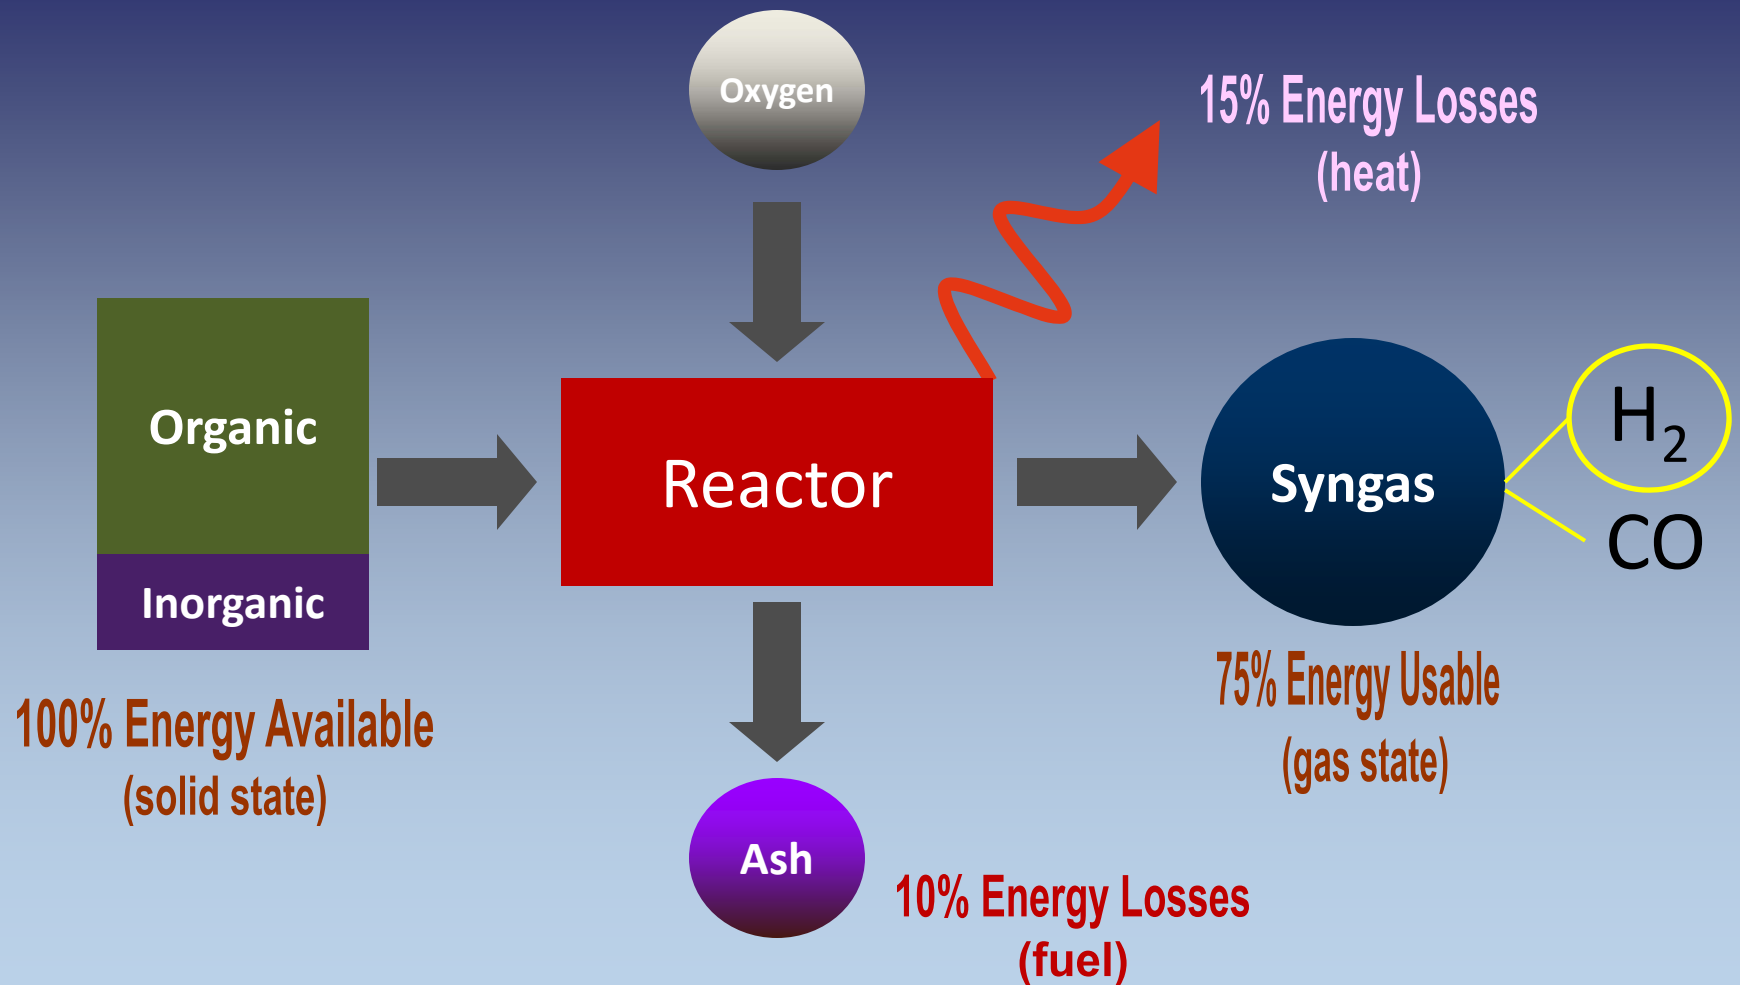 Oxygen
15% Energy Losses
(heat)
Organic
Inorganic
100% Energy Available
(solid state)
Reactor
Syngas
H₂
CO
75% Energy Usable
(gas state)
Ash
10% Energy Losses
(fuel)